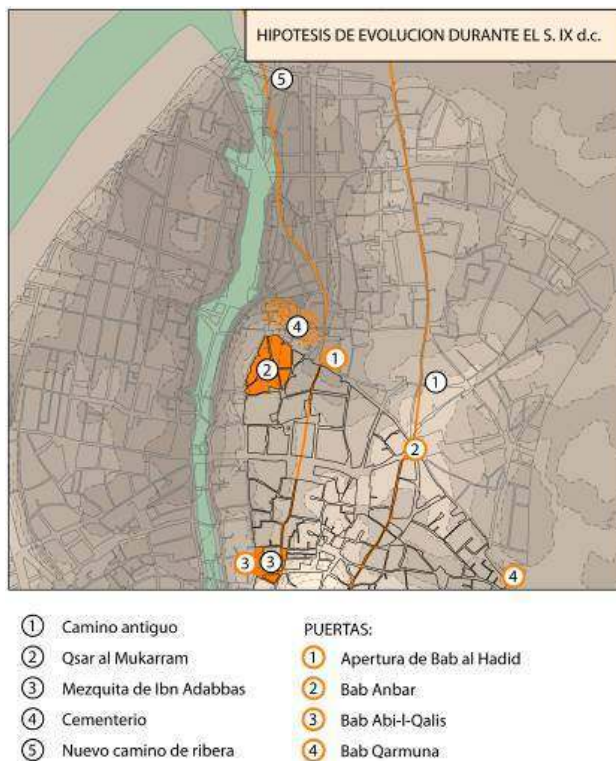 HIPOTESIS DE EVOLUCION DURANTE EL S. IX d.c.
5
4
1
2
1
2
3
3
4
1 Camino antiguo
2 Qsar al Mukarram
3 Mezquita de Ibn Adabbas
4 Cementerio
5 Nuevo camino de ribera
PUERTAS:
1 Apertura de Bab al Hadid
2 Bab Anbar
3 Bab Abi-l-Qalis
4 Bab Qarmuna